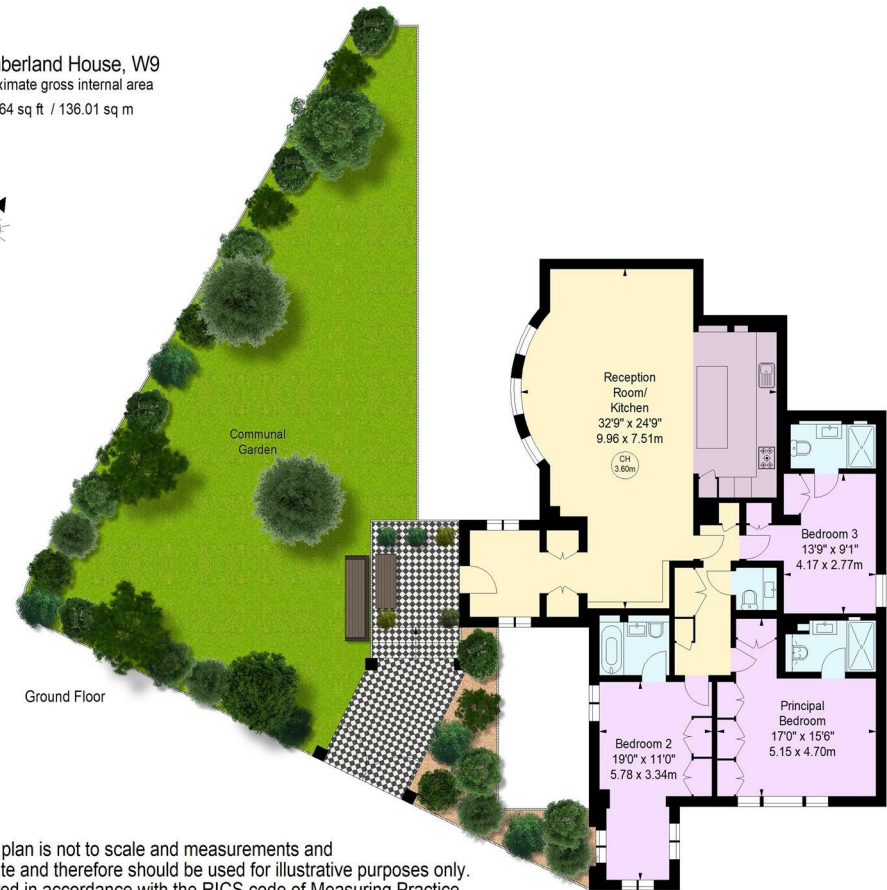 berland House, W9
ximate gross internal area
64 sq ft / 136.01 sq m
Reception
Room/
Kitchen
32'9" x 24'9"
9.96 x 7.51m
CH
3.60m
Communal
Garden
Bedroom 3
13'9" x 9'1"
4.17 x 2.77m
Ground Floor
Principal
Bedroom
17'0" x 15'6"
5.15 x 4.70m
Bedroom 2
19'0" x 11'0"
5.78 x 3.34m
plan is not to scale and measurements and
te and therefore should be used for illustrative purposes only.
ed in accordance with the RICS code of Measuring Practice